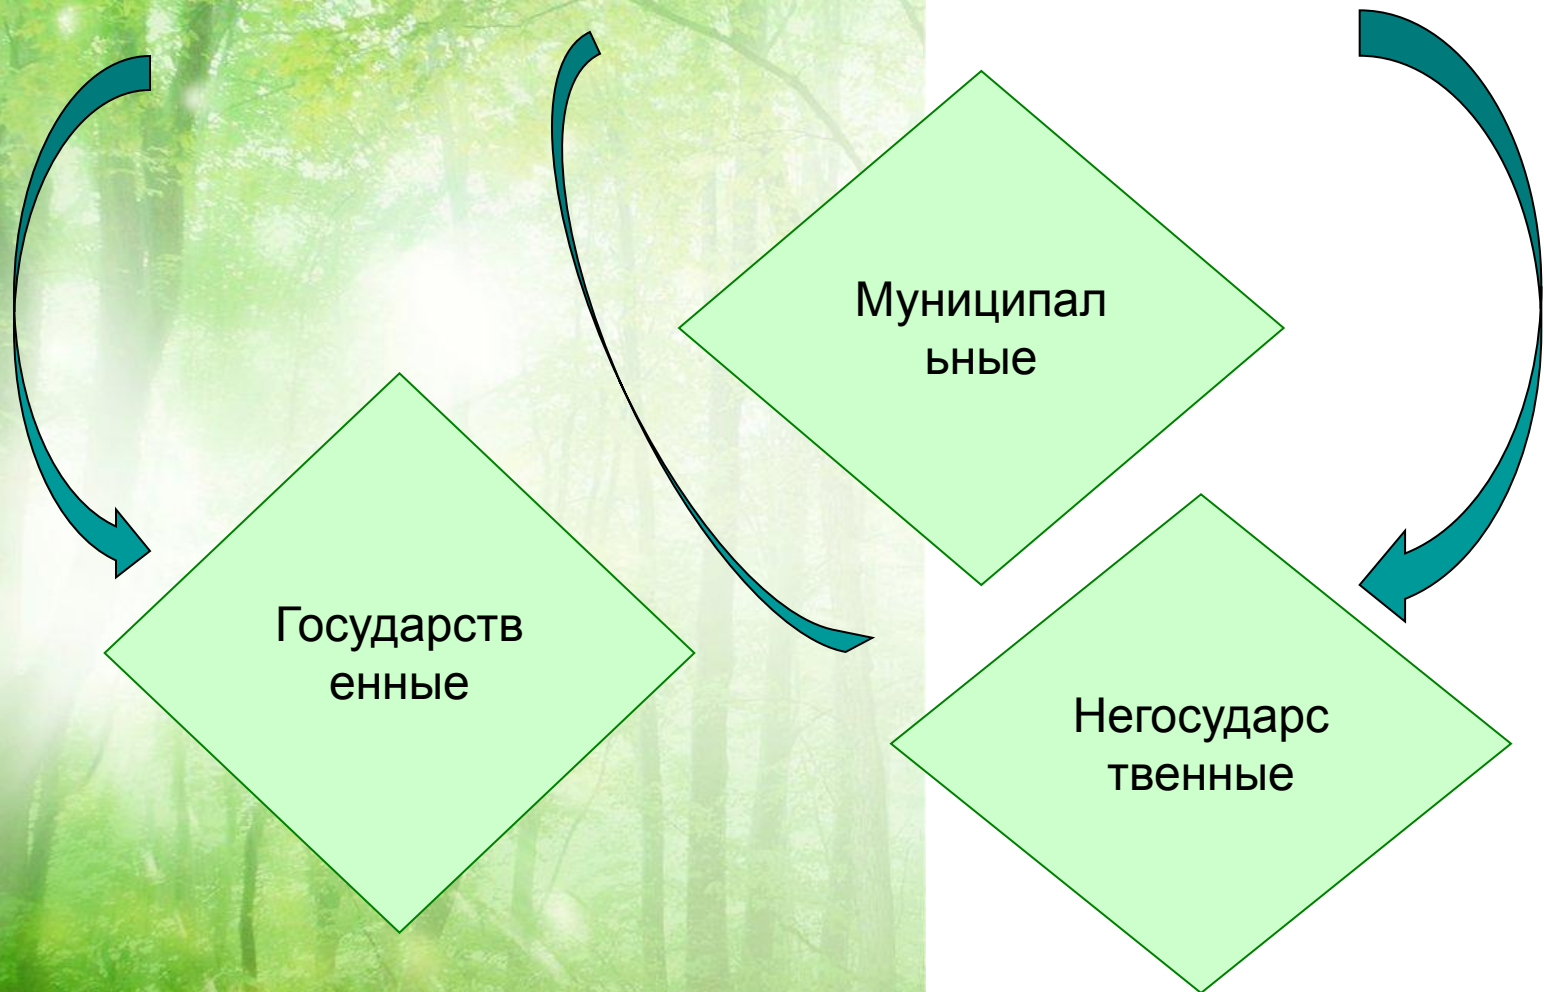 Муниципал
ьные
Государств
енные
Негосударс
твенные